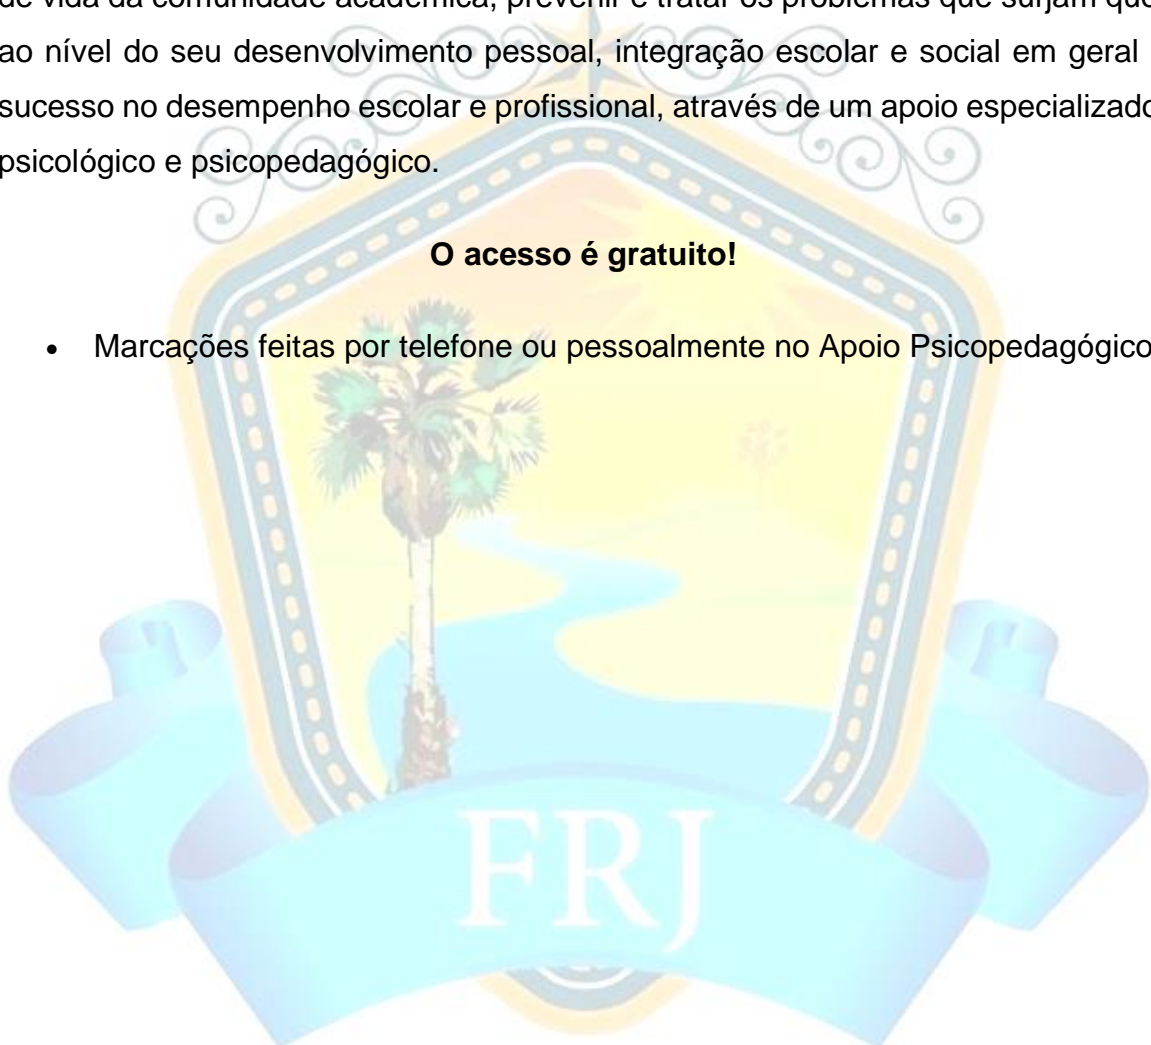 de vida da comunidade acadêmica, prevenir e tratar os problemas que surjam que
ao nível do seu desenvolvimento pessoal, integração escolar e social em geral
sucesso no desempenho escolar e profissional, através de um apoio especializado
psicológico e psicopedagógico.
O acesso é gratuito!
• Marcações feitas por telefone ou pessoalmente no Apoio Psicopedagógico
FRJ